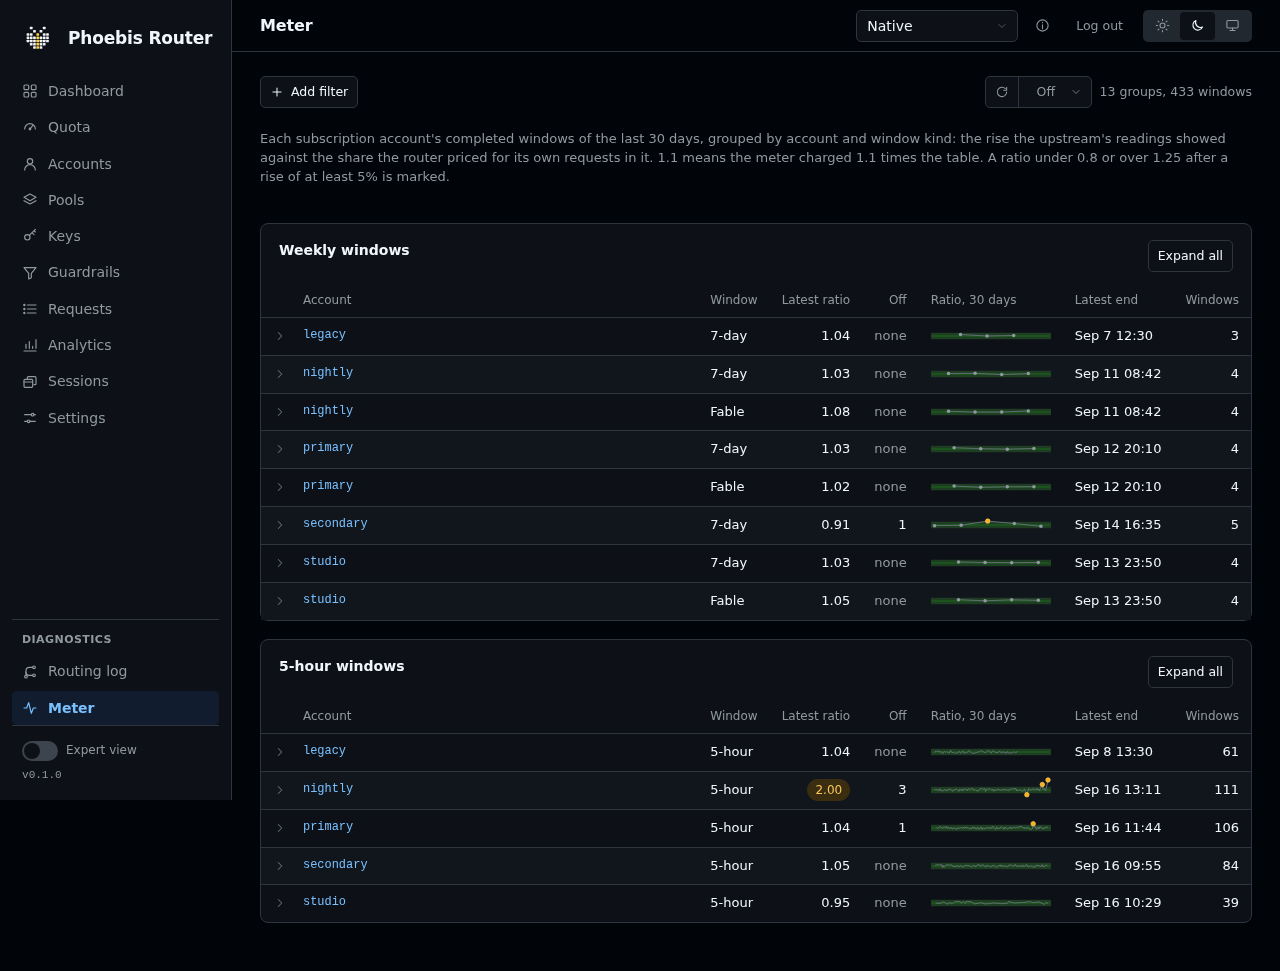 Phoebis Router
Dashboard
Quota
Accounts
Pools
Keys
Guardrails
Requests
Analytics
Sessions
Settings
DIAGNOSTICS
Routing log
Meter
Expert view
v0.1.0
Meter
Native
Log out
Add filter
Off
13 groups, 433 windows
Each subscription account's completed windows of the last 30 days, grouped by account and window kind: the rise the upstream's readings showed
against the share the router priced for its own requests in it. 1.1 means the meter charged 1.1 times the table. A ratio under 0.8 or over 1.25 after a
rise of at least 5% is marked.
Weekly windows
Expand all
Account Window Latest ratio Off Ratio, 30 days Latest end Windows
legacy 7-day 1.04 none Sep 7 12:30 3
nightly 7-day 1.03 none Sep 11 08:42 4
nightly Fable 1.08 none Sep 11 08:42 4
primary 7-day 1.03 none Sep 12 20:10 4
primary Fable 1.02 none Sep 12 20:10 4
secondary 7-day 0.91 1 Sep 14 16:35 5
studio 7-day 1.03 none Sep 13 23:50 4
studio Fable 1.05 none Sep 13 23:50 4
5-hour windows
Expand all
Account Window Latest ratio Off Ratio, 30 days Latest end Windows
legacy 5-hour 1.04 none Sep 8 13:30 61
nightly 5-hour 2.00 3 Sep 16 13:11 111
primary 5-hour 1.04 1 Sep 16 11:44 106
secondary 5-hour 1.05 none Sep 16 09:55 84
studio 5-hour 0.95 none Sep 16 10:29 39